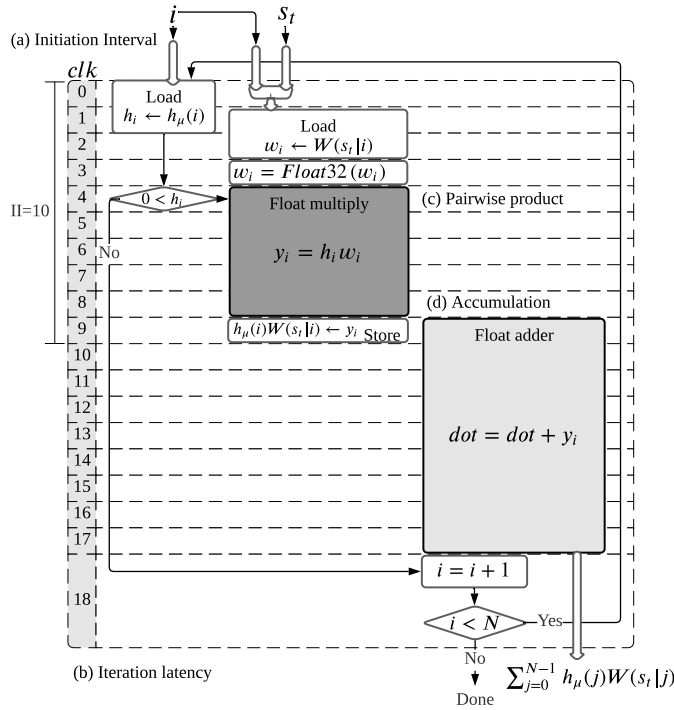 i
s_t
(a) Initiation Interval
clk
0
Load
h_i ← h_μ(i)
1
Load
2
w_i ← W(s_t|i)
3
w_i = Float32(w_i)
4
0 < h_i
Float multiply
(c) Pairwise product
II=10
5
No
6
y_i = h_i w_i
7
8
(d) Accumulation
9
h_μ(i)W(s_t|i) ← y_i Store
Float adder
10
11
12
13
dot = dot + y_i
14
15
16
17
i = i + 1
18
i < N
Yes
No
(b) Iteration latency
∑_{j=0}^{N−1} h_μ(j)W(s_t|j)
Done